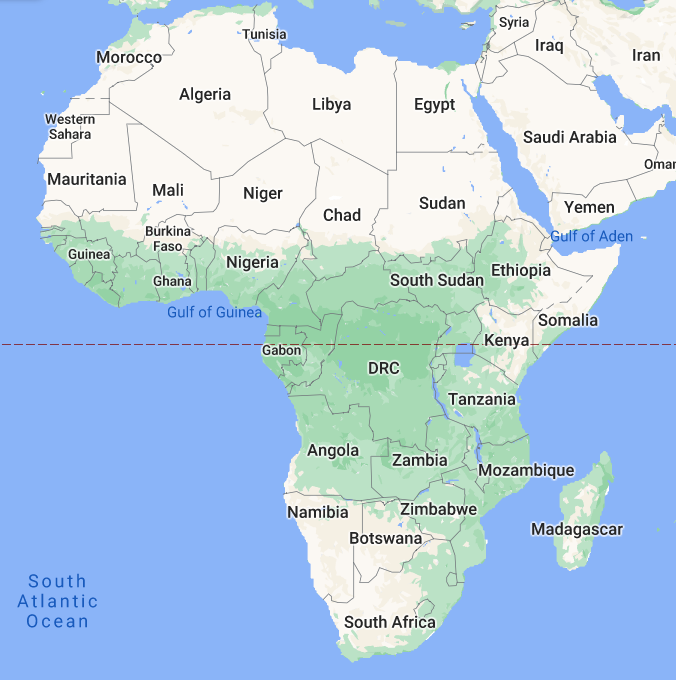 Syria
Tunisia
Iraq
Iran
Morocco
Algeria
Libya
Egypt
Western
Sahara
Saudi Arabia
Oman
Mauritania
Mali
Niger
Chad
Sudan
Yemen
Burkina
Faso
Gulf of Aden
Guinea
Nigeria
Ethiopia
Ghana
South Sudan
Gulf of Guinea
Somalia
Kenya
Gabon
DRC
Tanzania
Angola
Zambia
Mozambique
Namibia
Zimbabwe
Madagascar
Botswana
South
Atlantic
Ocean
South Africa